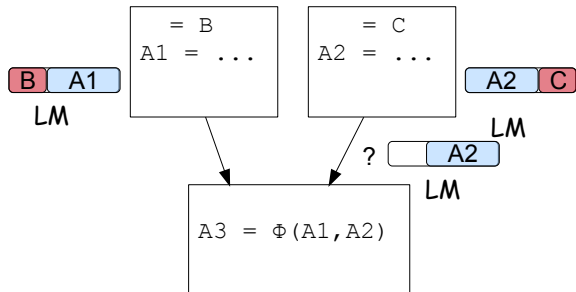 = B
A1 = ...
= C
A2 = ...
B A1
LM
A2 C
LM
? A2
LM
A3 = Φ(A1,A2)